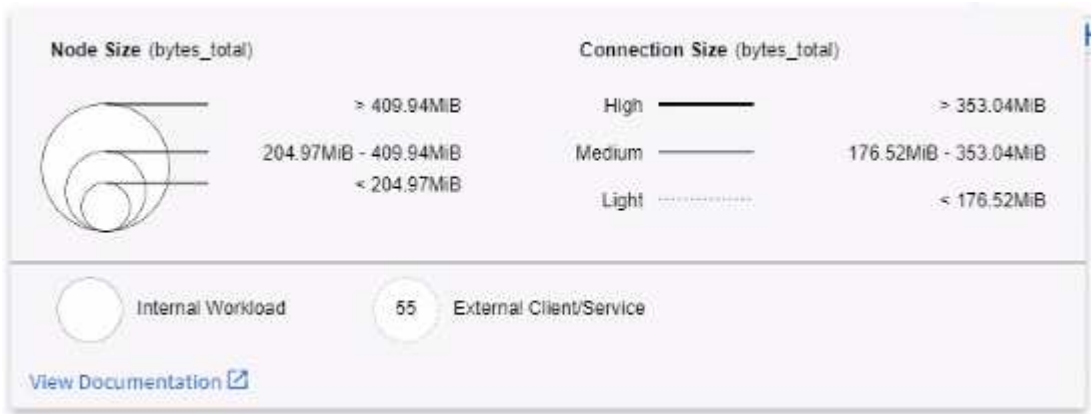 Node Size (bytes_total)
> 409.94MiB
204.97MiB - 409.94MiB
< 204.97MiB
Connection Size (bytes_total)
High > 353.04MiB
Medium 176.52MiB - 353.04MiB
Light < 176.52MiB
Internal Workload
55 External Client/Service
View Documentation